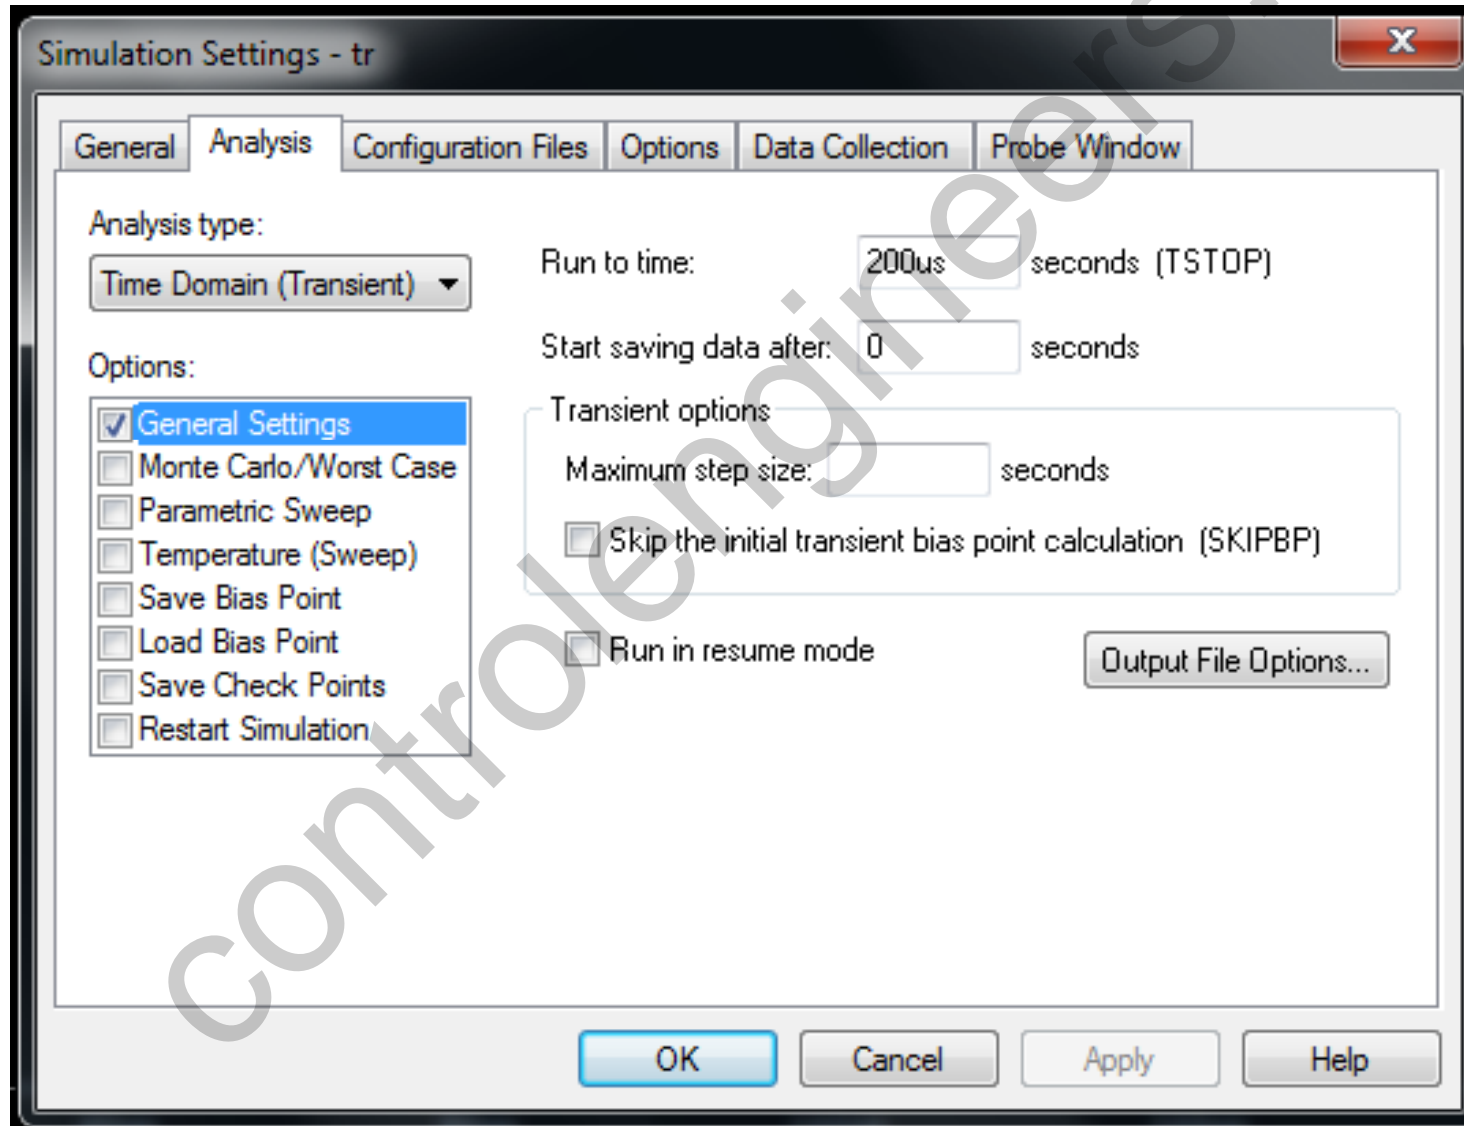 Simulation Settings - tr
X
General Analysis Configuration Files Options Data Collection Probe Window
Analysis type:
Time Domain (Transient)
Options:
General Settings
Monte Carlo/Worst Case
Parametric Sweep
Temperature (Sweep)
Save Bias Point
Load Bias Point
Save Check Points
Restart Simulation
Run to time: 200us seconds (TSTOP)
Start saving data after: 0 seconds
Transient options
Maximum step size: seconds
Skip the initial transient bias point calculation (SKIPBP)
Run in resume mode
Output File Options...
OK Cancel Apply Help
controlengineers.